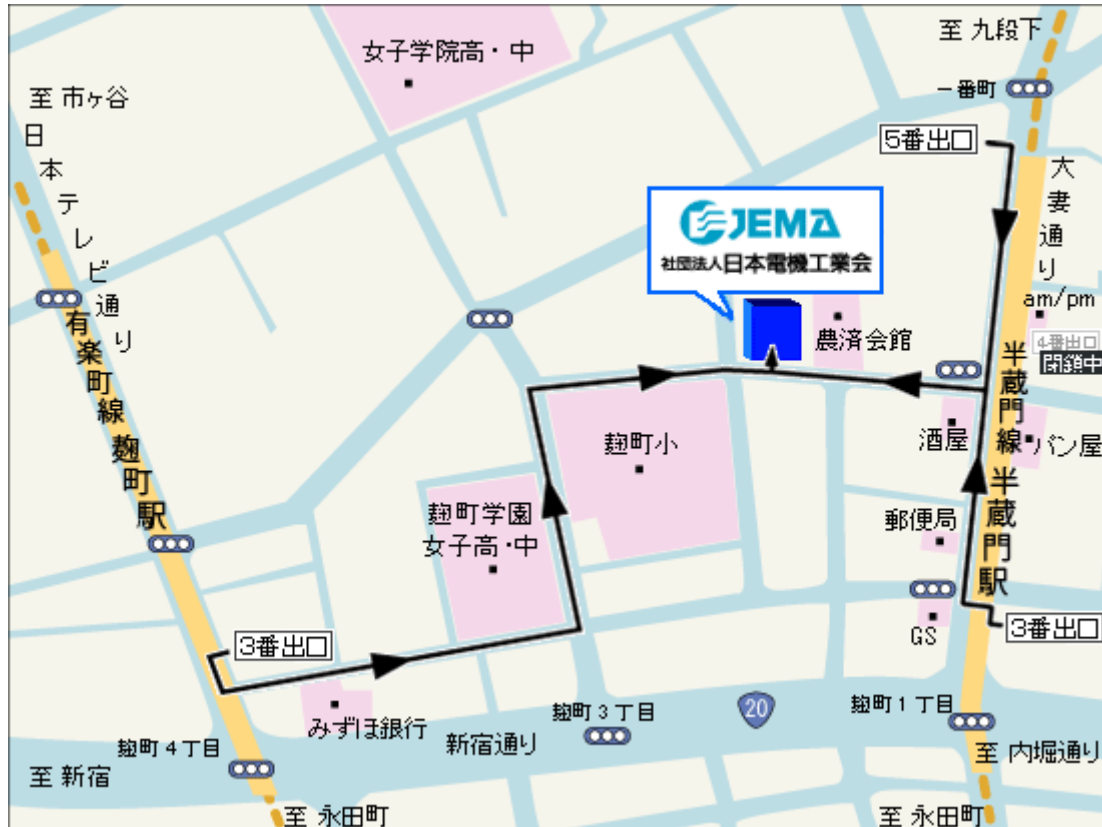 女子学院高・中
至 九段下
一番町
至 市ヶ谷
日本テレビ通り
5番出口
大妻通り
JEMA
社団法人日本電機工業会
am/pm
4番出口
閉鎖中
農済会館
有楽町線 麹町駅
半蔵門線 半蔵門駅
麹町小
酒屋
パン屋
麹町学園
女子高・中
郵便局
3番出口
GS
3番出口
みずほ銀行
麹町3丁目
20
麹町1丁目
新宿通り
麹町4丁目
至 新宿
至 内堀通り
至 永田町
至 永田町